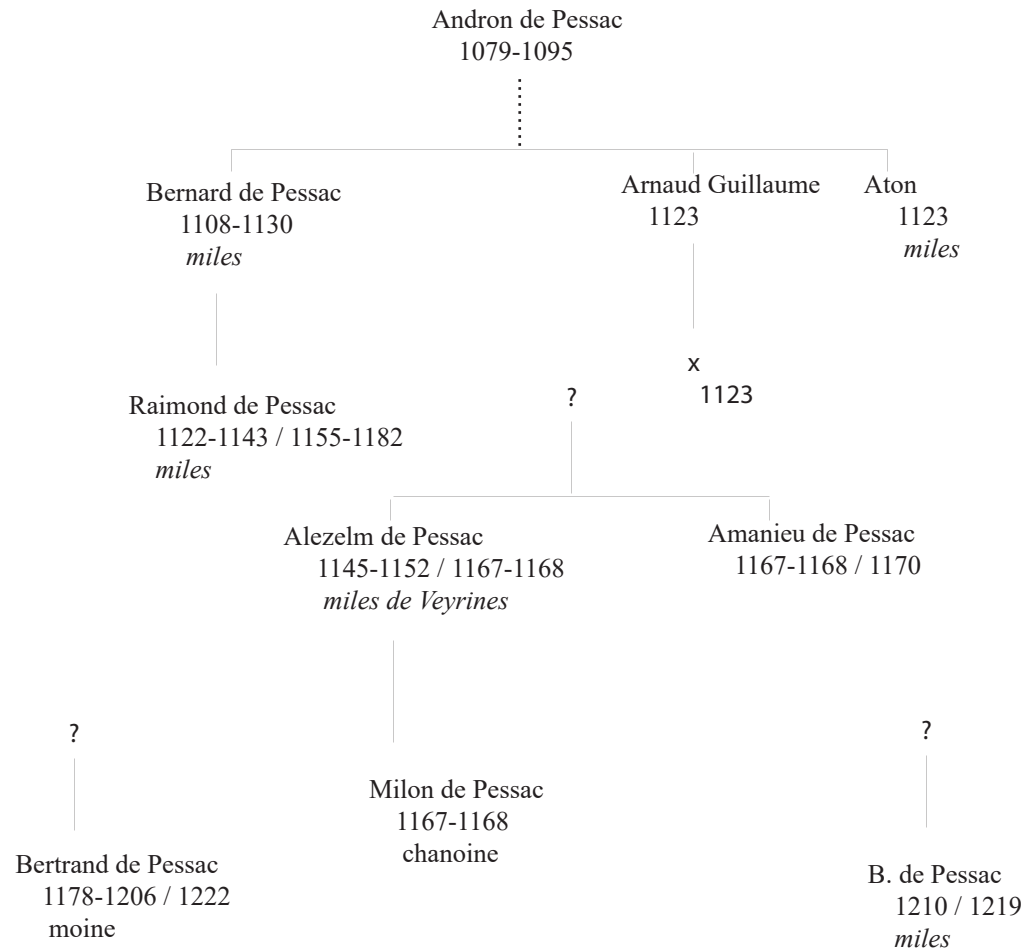 Andron de Pessac
1079-1095
Bernard de Pessac
1108-1130
miles
Arnaud Guillaume
1123
Aton
1123
miles
x
1123
Raimond de Pessac
1122-1143 / 1155-1182
miles
?
Alezelm de Pessac
1145-1152 / 1167-1168
miles de Veyrines
Amanieu de Pessac
1167-1168 / 1170
?
Bertrand de Pessac
1178-1206 / 1222
moine
Milon de Pessac
1167-1168
chanoine
?
B. de Pessac
1210 / 1219
miles